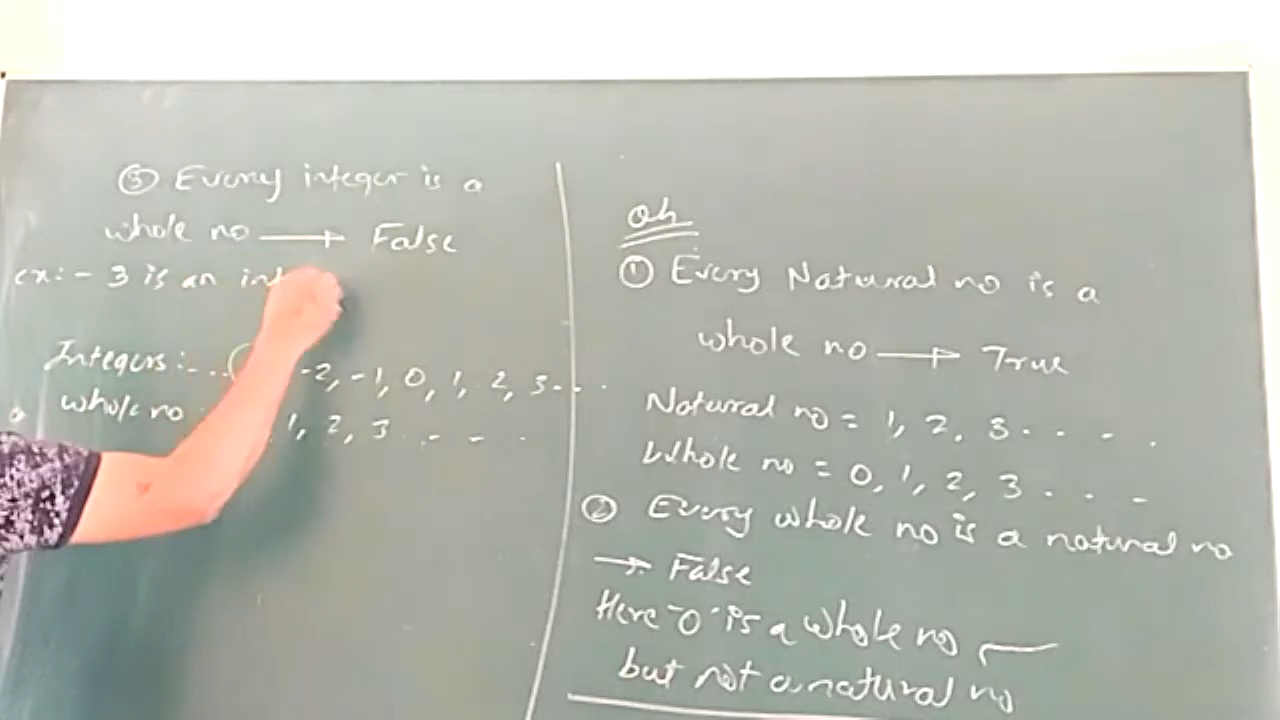 ③ Every integer is a
whole no → False
ex:- 3 is an int
Integers:- .. -2, -1, 0, 1, 2, 3 - . .
whole no 1, 2, 3 . - - .
① Every Natural no is a
whole no → True
Natural no = 1, 2, 3 . . - - .
Whole no = 0, 1, 2, 3 . . -
② Every whole no is a natural no
→ False
Here "0" is a whole no
but not a natural no